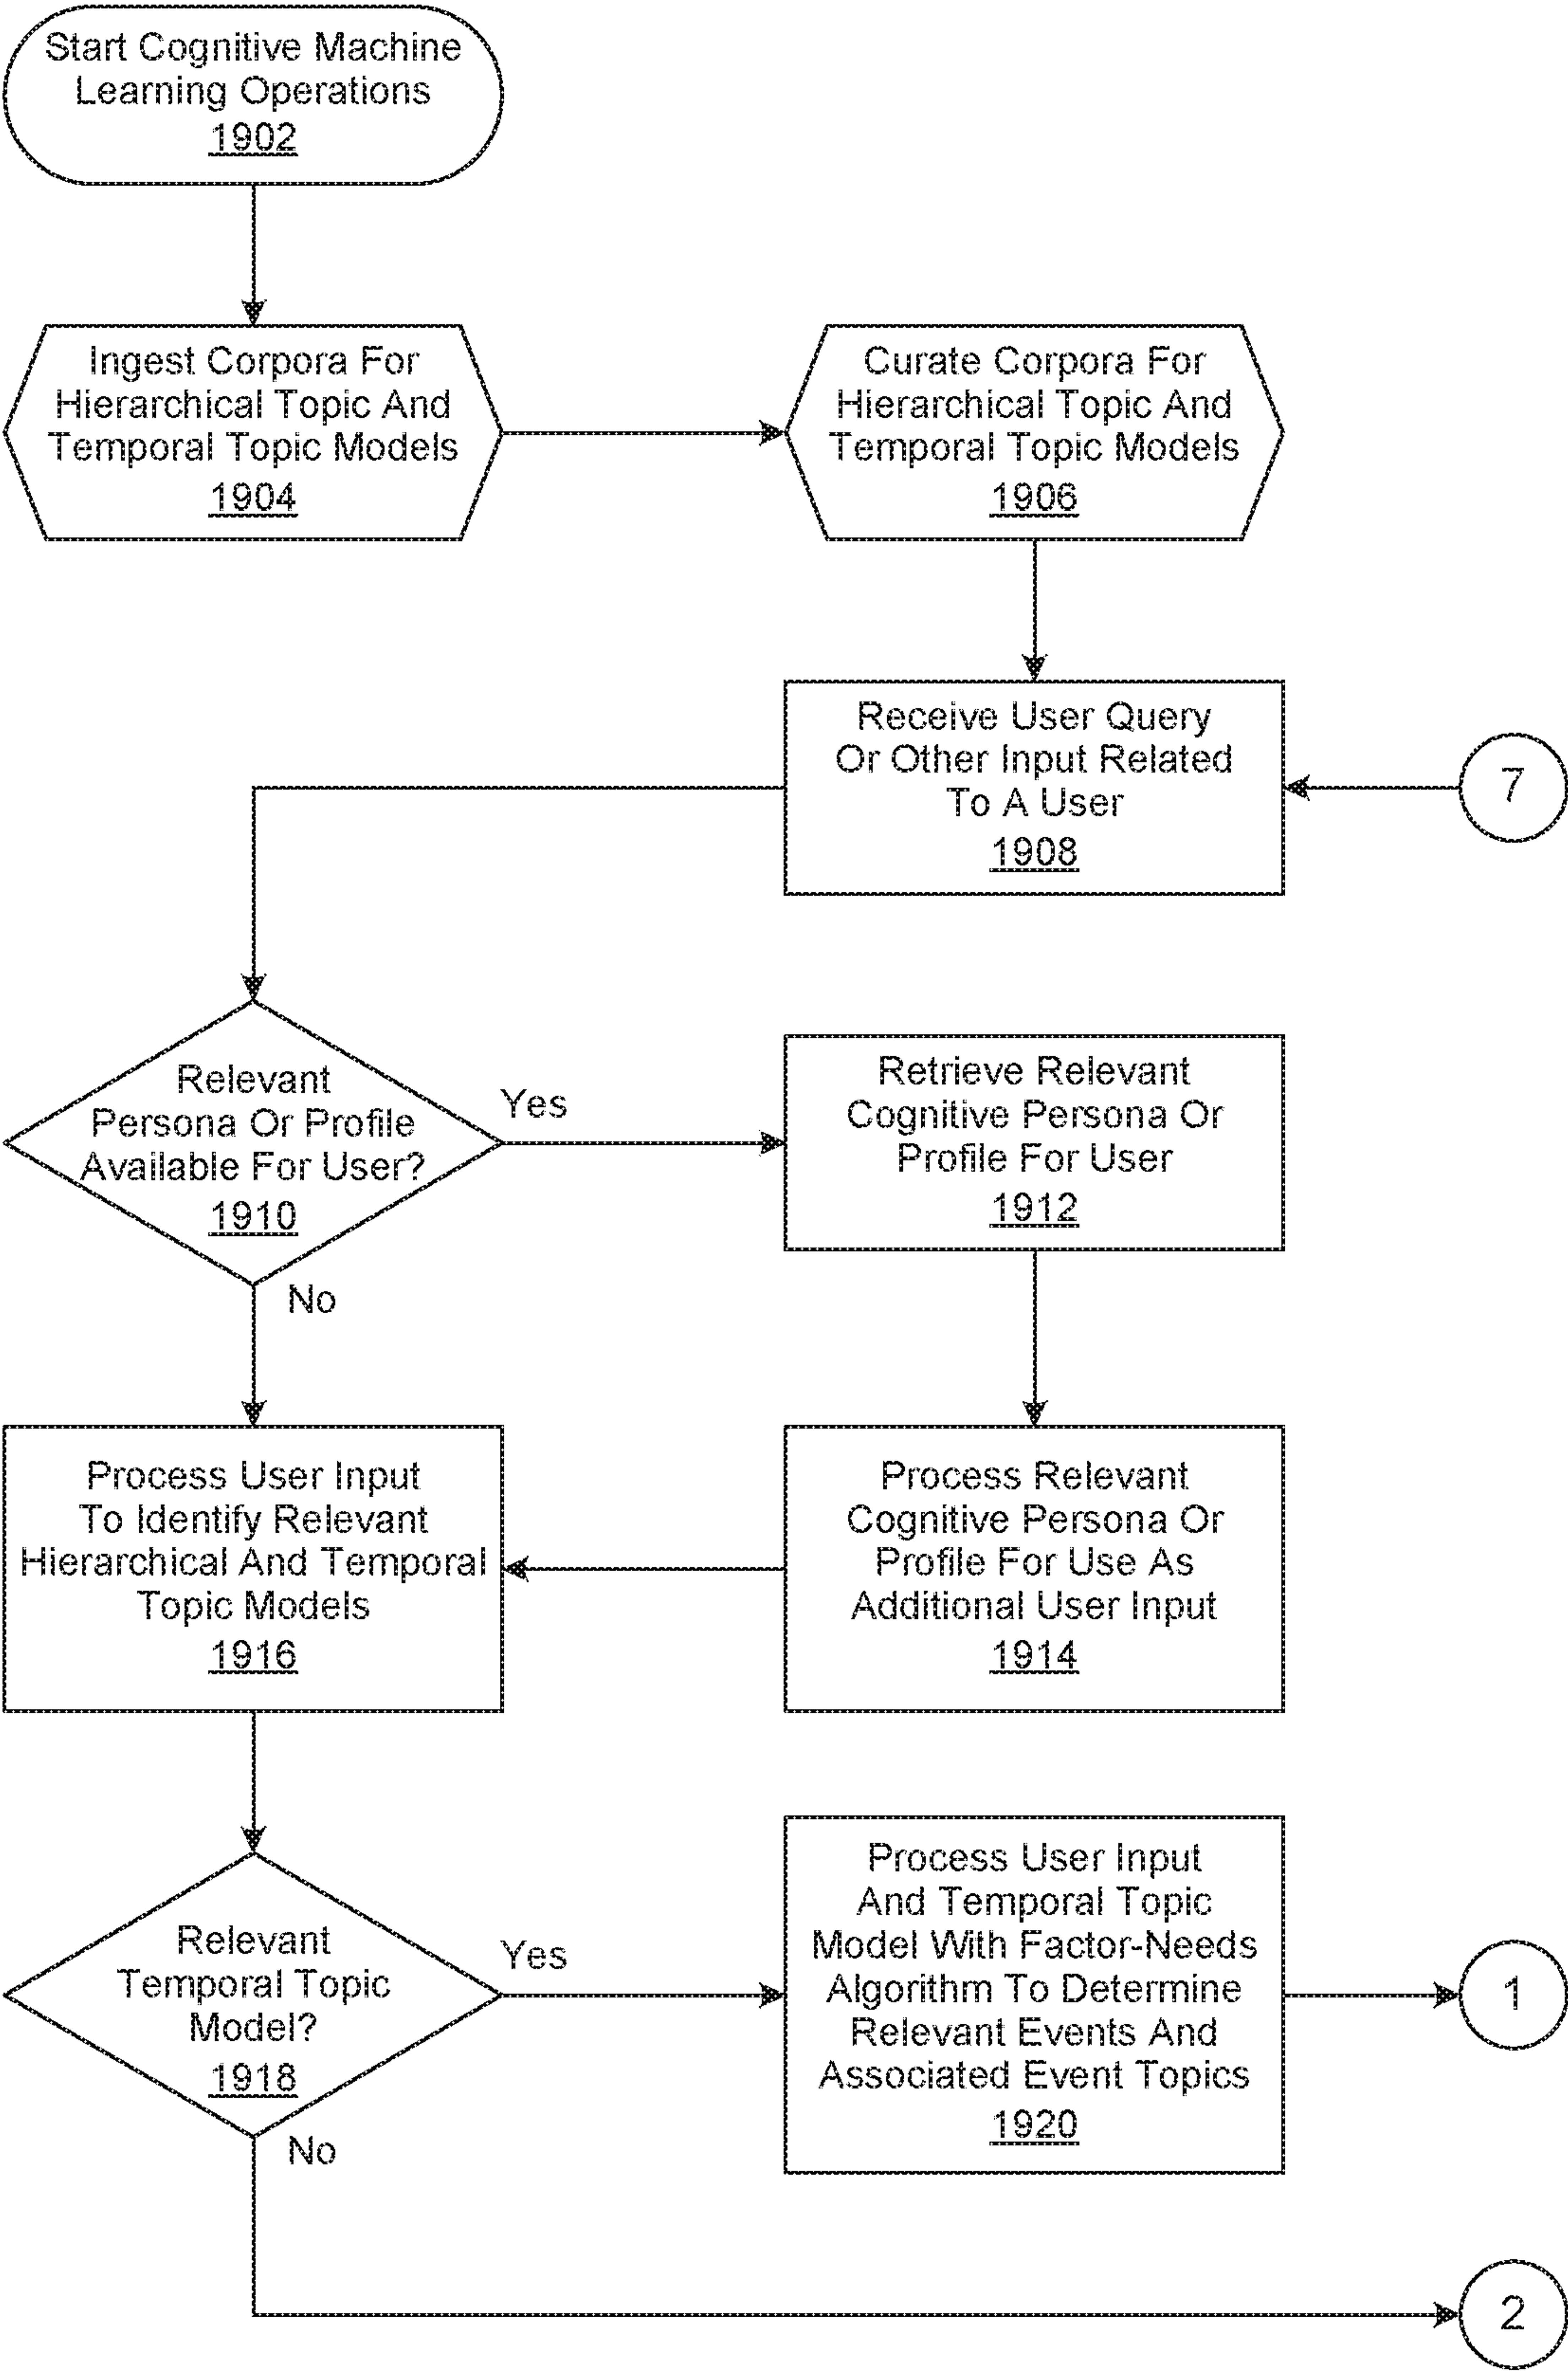 Start Cognitive Machine
Learning Operations
1902
Ingest Corpora For
Hierarchical Topic And
Temporal Topic Models
1904
Curate Corpora For
Hierarchical Topic And
Temporal Topic Models
1906
Receive User Query
Or Other Input Related
To A User
1908
7
Relevant
Persona Or Profile
Available For User?
1910
Yes
No
Retrieve Relevant
Cognitive Persona Or
Profile For User
1912
Process User Input
To Identify Relevant
Hierarchical And Temporal
Topic Models
1916
Process Relevant
Cognitive Persona Or
Profile For Use As
Additional User Input
1914
Relevant
Temporal Topic
Model?
1918
Yes
No
Process User Input
And Temporal Topic
Model With Factor-Needs
Algorithm To Determine
Relevant Events And
Associated Event Topics
1920
1
2